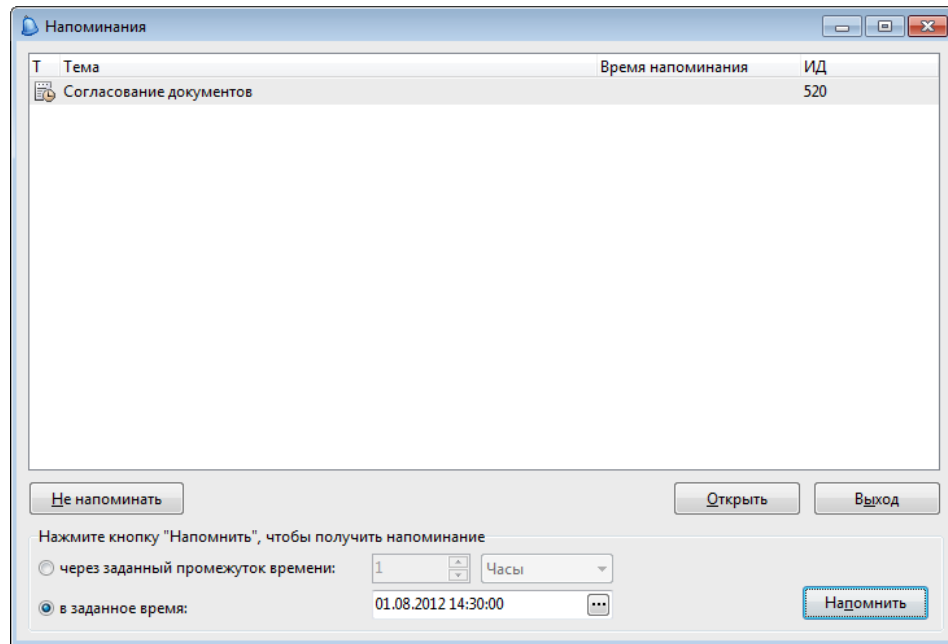 Напоминания
Т Тема Время напоминания ИД
Согласование документов 520
Не напоминать Открыть Выход
Нажмите кнопку "Напомнить", чтобы получить напоминание
через заданный промежуток времени: 1 Часы
в заданное время: 01.08.2012 14:30:00 ... Напомнить